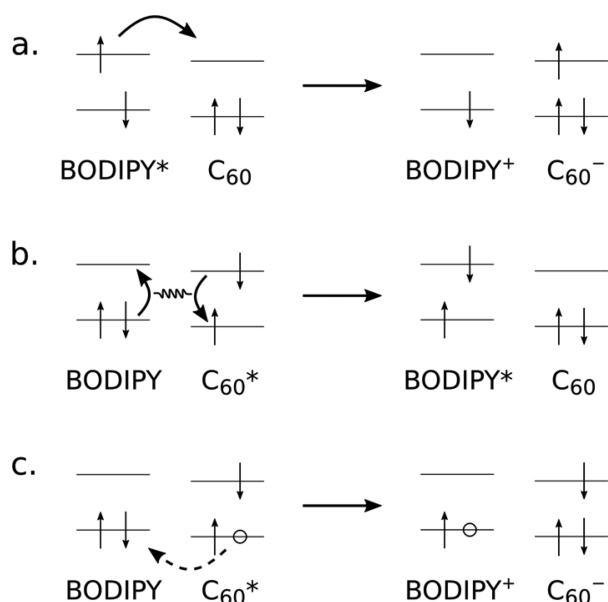 a.
BODIPY* C₆₀ BODIPY⁺ C₆₀⁻
b.
BODIPY C₆₀* BODIPY* C₆₀
c.
BODIPY C₆₀* BODIPY⁺ C₆₀⁻